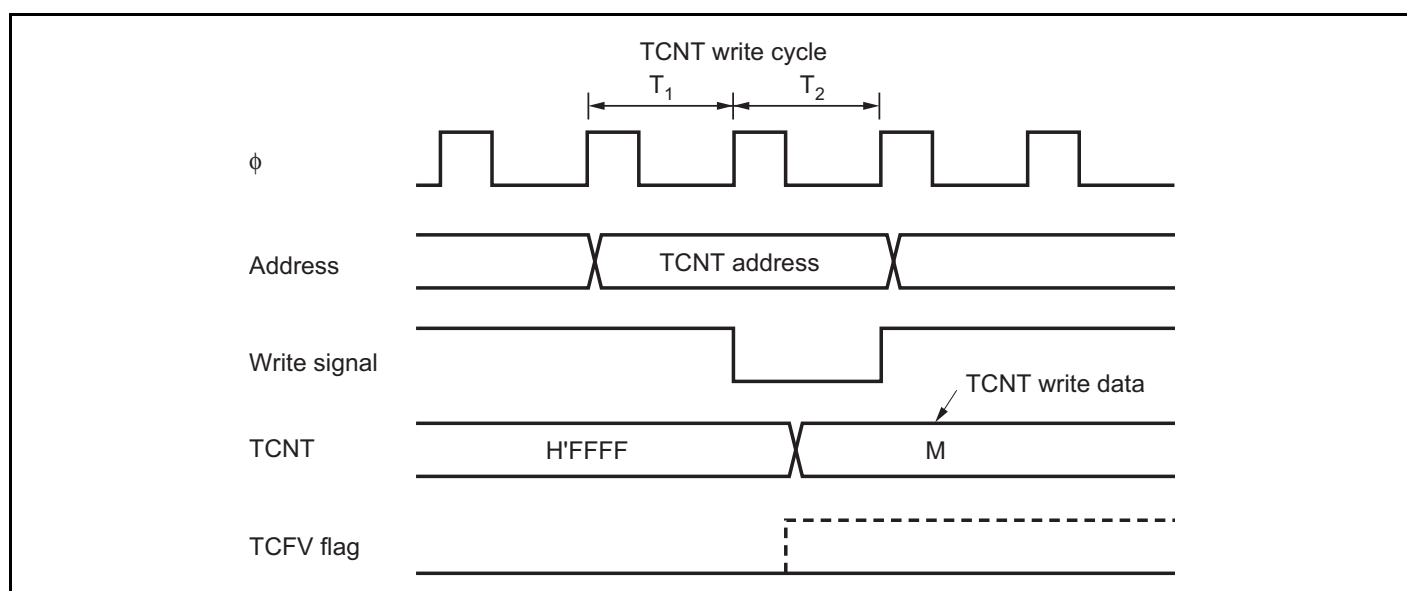 TCNT write cycle
T1 T2
ϕ
Address TCNT address
Write signal
TCNT write data
TCNT H'FFFF M
TCFV flag